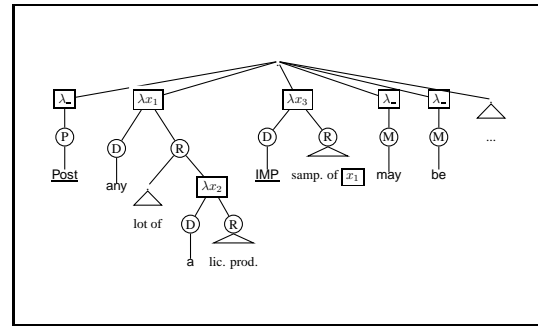 λ_ λx₁ λx₃ λ_ λ_
P D R D R M M ...
Post any IMP samp. of x₁ may be
λx₂
lot of
D R
a lic. prod.